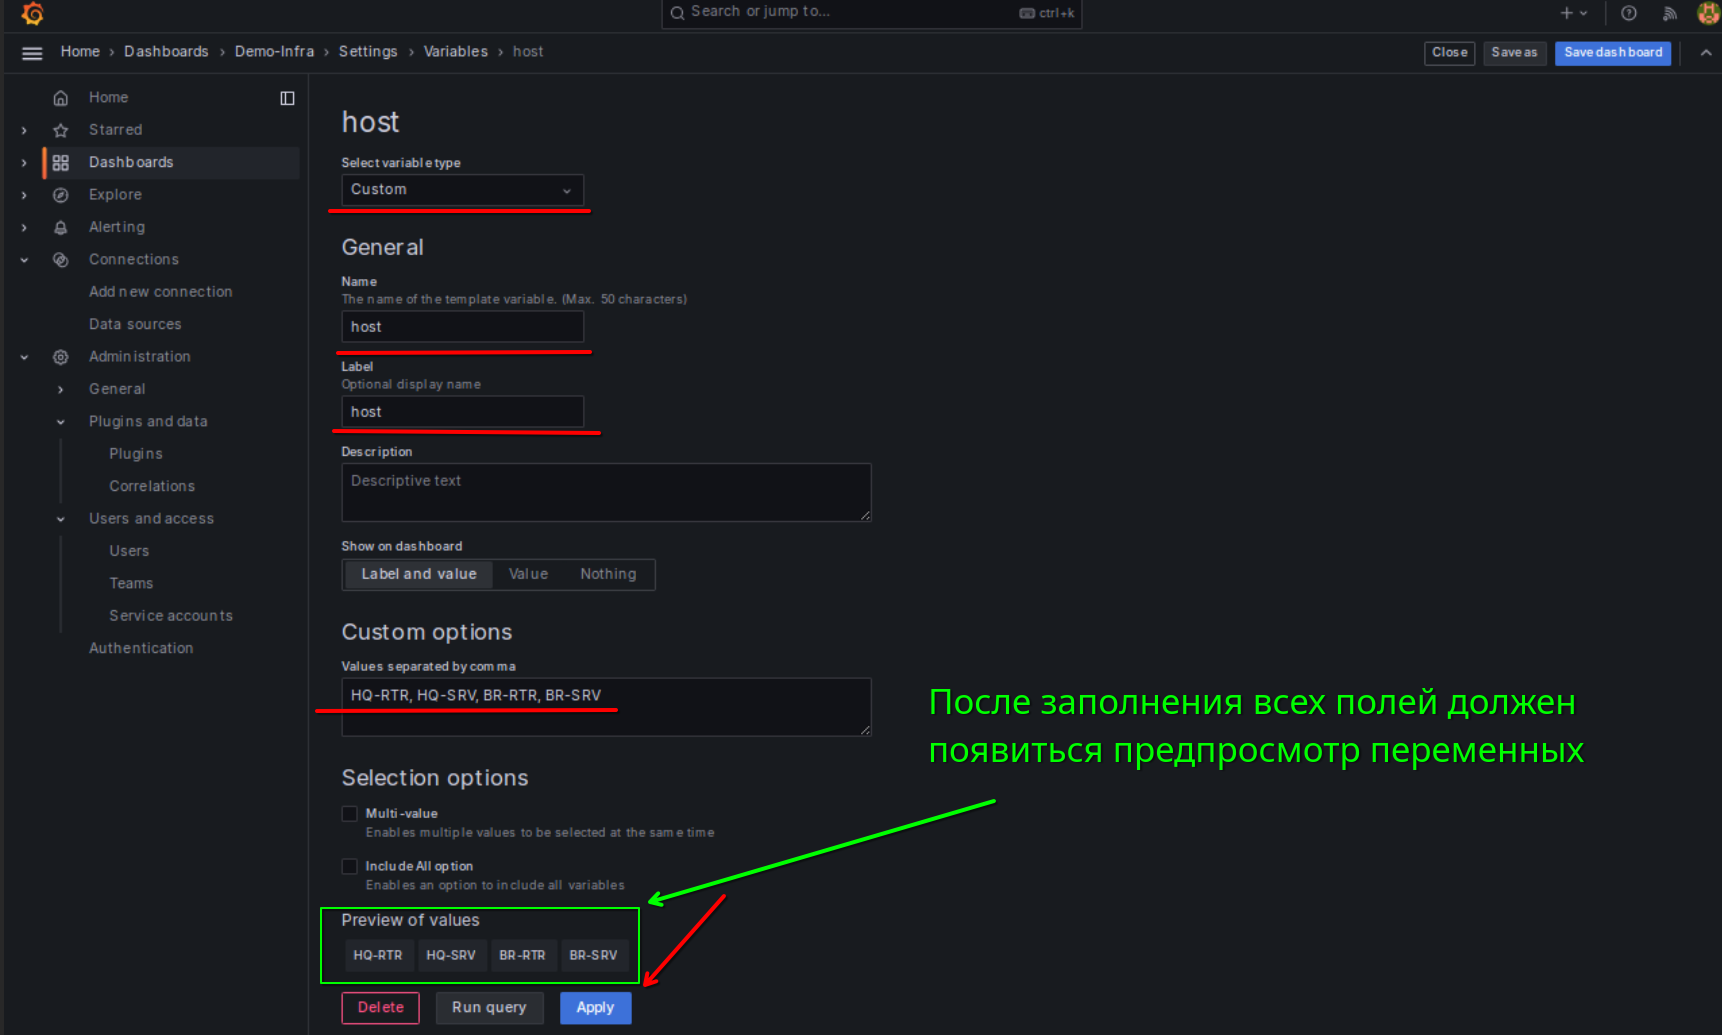 Search or jump to...
ctrl+k
Home › Dashboards › Demo-Infra › Settings › Variables › host
Close
Save as
Save dashboard
Home
Starred
Dashboards
Explore
Alerting
Connections
Add new connection
Data sources
Administration
General
Plugins and data
Plugins
Correlations
Users and access
Users
Teams
Service accounts
Authentication
host
Select variable type
Custom
General
Name
The name of the template variable. (Max. 50 characters)
host
Label
Optional display name
host
Description
Descriptive text
Show on dashboard
Label and value Value Nothing
Custom options
Values separated by comma
HQ-RTR, HQ-SRV, BR-RTR, BR-SRV
Selection options
Multi-value
Enables multiple values to be selected at the same time
Include All option
Enables an option to include all variables
Preview of values
HQ-RTR HQ-SRV BR-RTR BR-SRV
Delete Run query Apply
После заполнения всех полей должен
появиться предпросмотр переменных